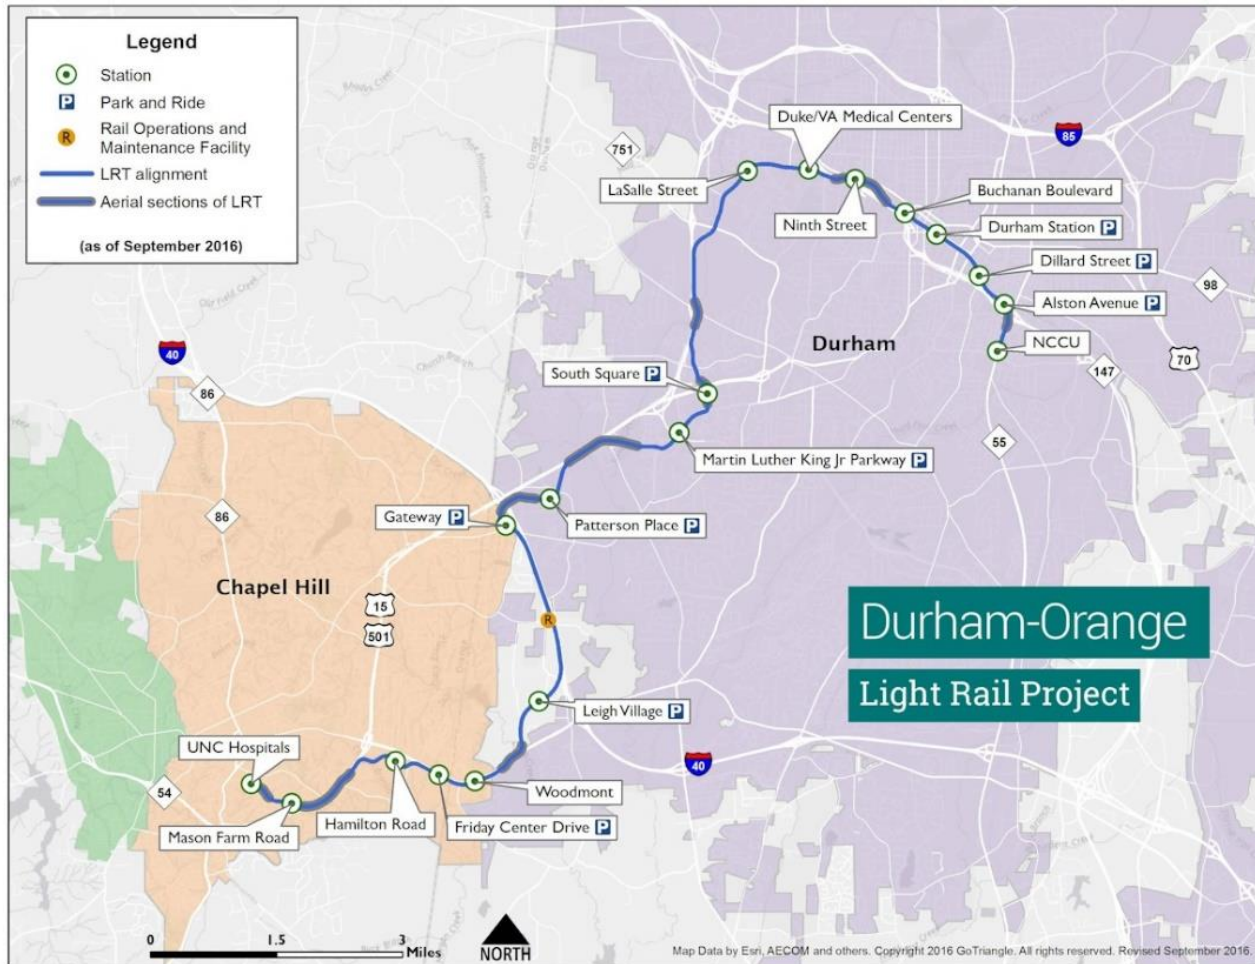 Legend
Station
P
Park and Ride
R
Rail Operations and
Maintenance Facility
LRT alignment
Aerial sections of LRT
(as of September 2016)
751
85
Duke/VA Medical Centers
LaSalle Street
Ninth Street
Buchanan Boulevard
Durham Station P
Dillard Street P
98
Alston Avenue P
NCCU
Durham
40
70
147
86
South Square P
55
Martin Luther King Jr Parkway P
86
Gateway P
Patterson Place P
Chapel Hill
15
501
R
Durham-Orange
Light Rail Project
Leigh Village P
UNC Hospitals
40
54
Woodmont
Mason Farm Road
Hamilton Road
Friday Center Drive P
0 1.5 3
Miles
NORTH
Map Data by Esri, AECOM and others. Copyright 2016 GoTriangle. All rights reserved. Revised September 2016.